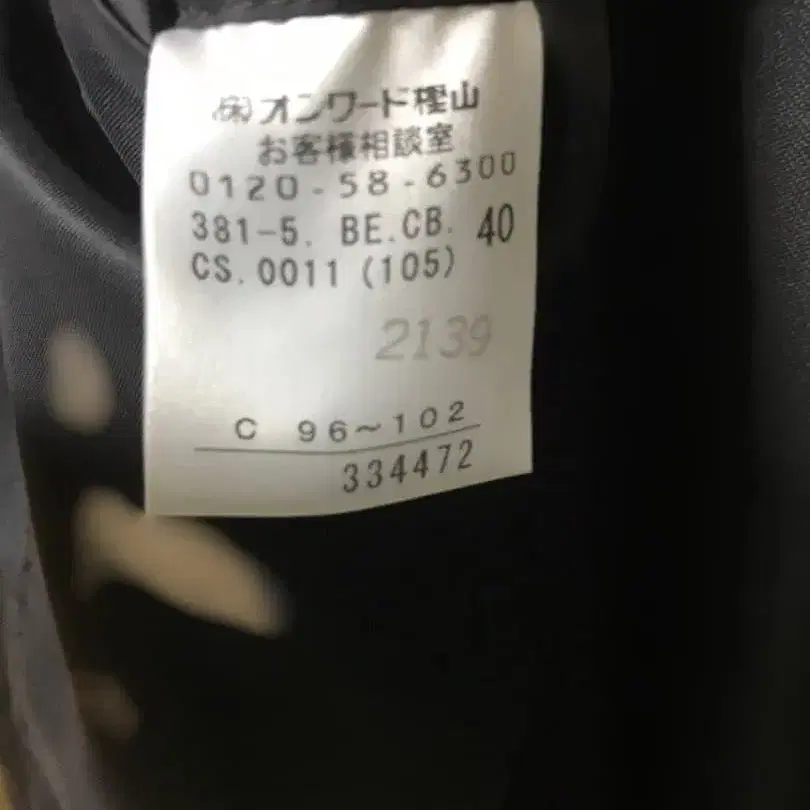 ㈱オンワード樫山
お客様相談室
0120-58-6300
381-5. BE.CB. 40
CS.0011 (105)
2139
C 96~102
334472